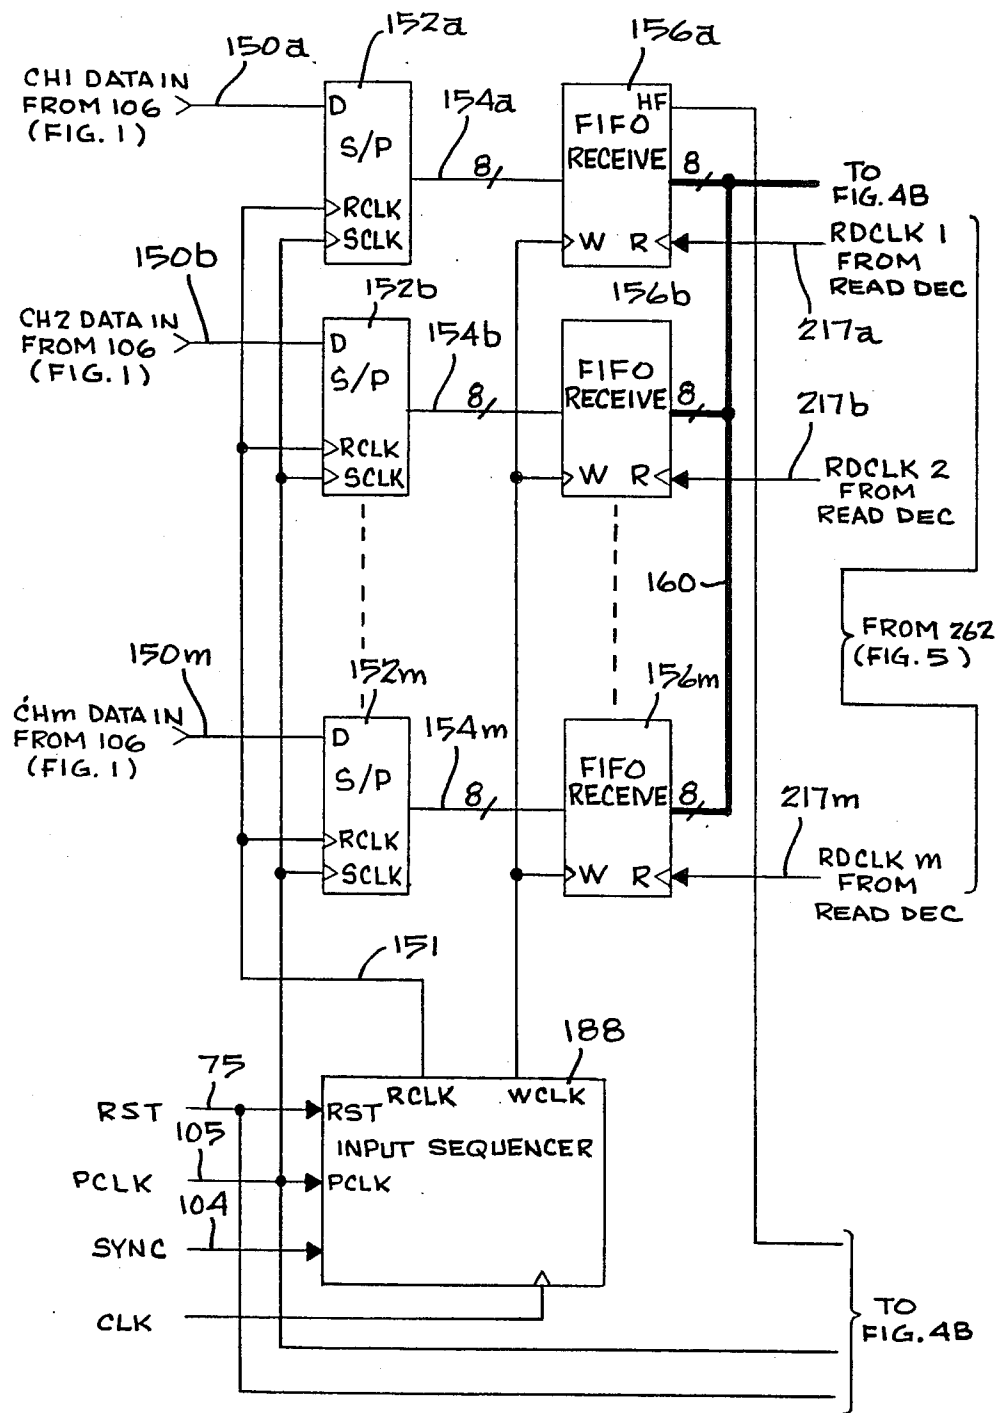 152a
156a
150a
CH1 DATA IN
FROM 106
(FIG. 1)
D
S/P
RCLK
SCLK
154a
8/
HF
FIFO
RECEIVE
W R
8/
TO
FIG. 4B
RDCLK 1
FROM
READ DEC
217a
150b
CH2 DATA IN
FROM 106
(FIG. 1)
152b
D
S/P
RCLK
SCLK
154b
8/
156b
FIFO
RECEIVE
W R
8/
217b
RDCLK 2
FROM
READ DEC
160
FROM 262
(FIG. 5)
150m
CHm DATA IN
FROM 106
(FIG. 1)
152m
D
S/P
RCLK
SCLK
154m
8/
156m
FIFO
RECEIVE
W R
8/
217m
RDCLK m
FROM
READ DEC
151
188
75
RST
105
PCLK
104
SYNC
CLK
RCLK WCLK
RST
INPUT SEQUENCER
PCLK
TO
FIG. 4B